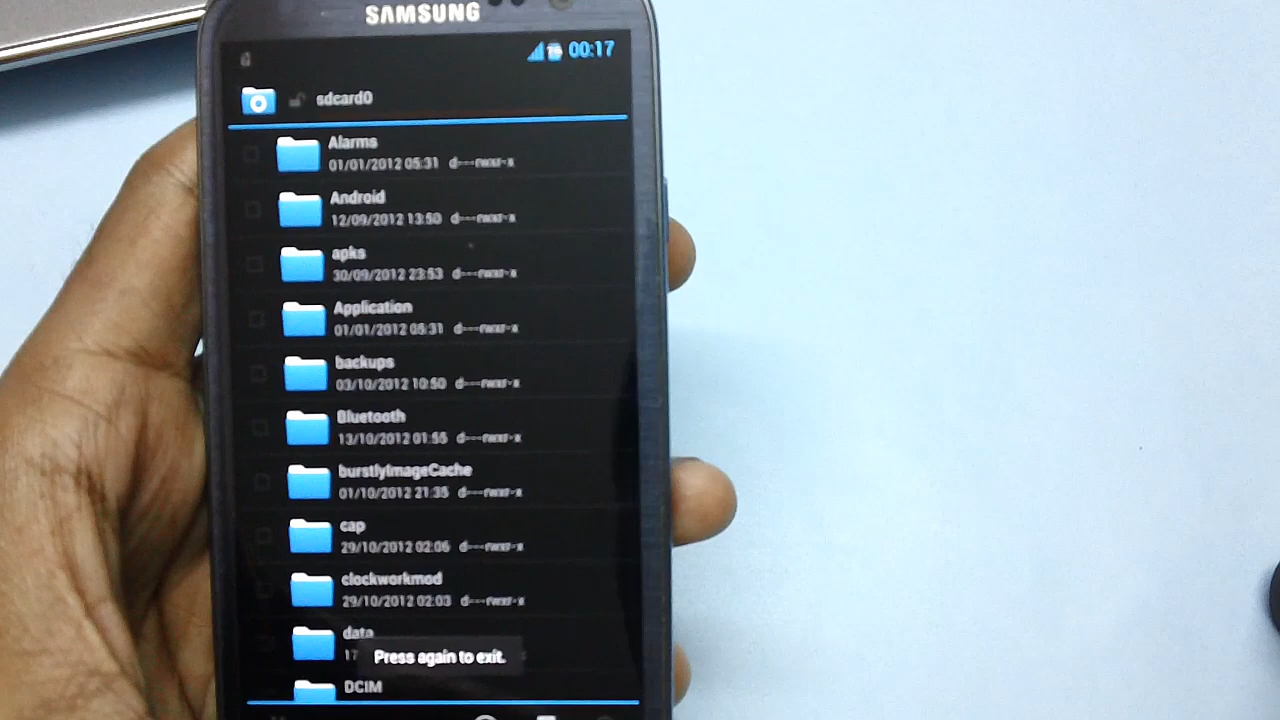 SAMSUNG
00:17
sdcard0
Alarms
01/01/2012 05:31 d---rwxr-x
Android
12/09/2012 13:50 d---rwxr-x
apks
30/09/2012 23:53 d---rwxr-x
Application
01/01/2012 05:31 d---rwxr-x
backups
03/10/2012 10:50 d---rwxr-x
Bluetooth
13/10/2012 01:55 d---rwxr-x
burstlyImageCache
01/10/2012 21:35 d---rwxr-x
cap
29/10/2012 02:06 d---rwxr-x
clockworkmod
29/10/2012 02:03 d---rwxr-x
data
17
Press again to exit.
DCIM